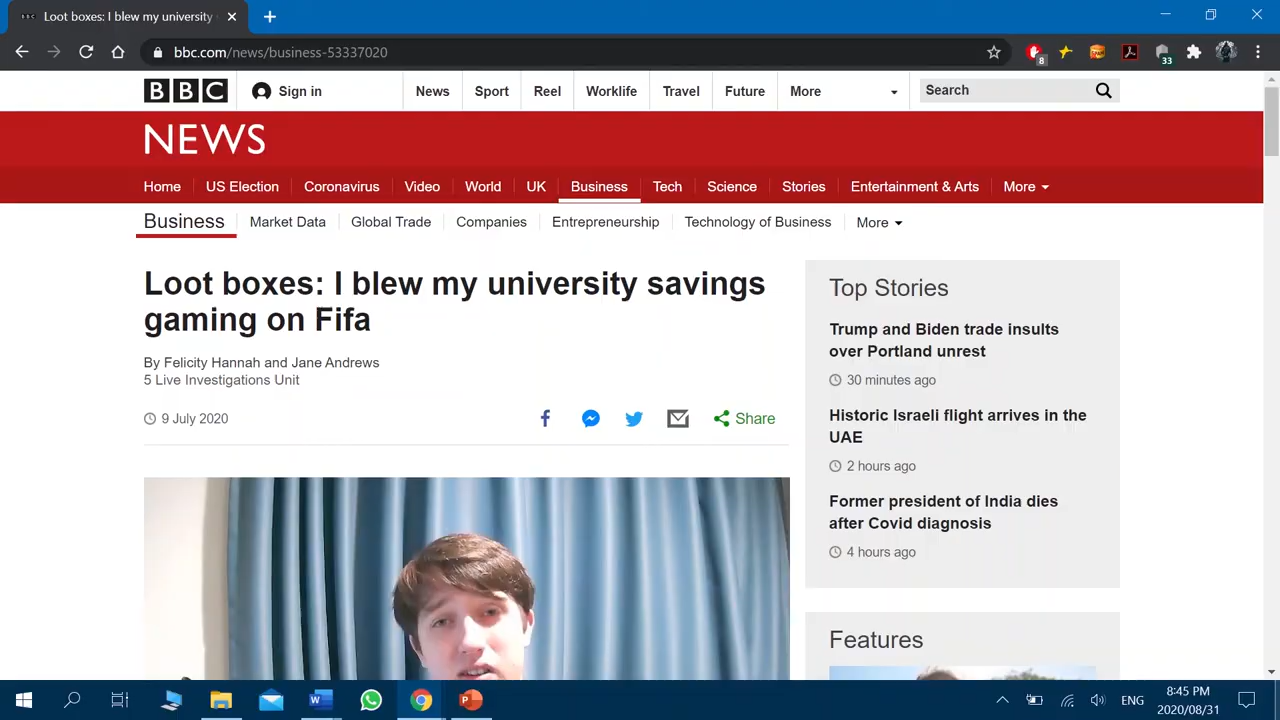 Loot boxes: I blew my university
bbc.com/news/business-53337020
8
33
BBC
Sign in
News
Sport
Reel
Worklife
Travel
Future
More
Search
NEWS
Home
US Election
Coronavirus
Video
World
UK
Business
Tech
Science
Stories
Entertainment & Arts
More
Business
Market Data
Global Trade
Companies
Entrepreneurship
Technology of Business
More
Loot boxes: I blew my university savings
gaming on Fifa
By Felicity Hannah and Jane Andrews
5 Live Investigations Unit
9 July 2020
Share
Top Stories
Trump and Biden trade insults
over Portland unrest
30 minutes ago
Historic Israeli flight arrives in the
UAE
2 hours ago
Former president of India dies
after Covid diagnosis
4 hours ago
Features
ENG
8:45 PM
2020/08/31